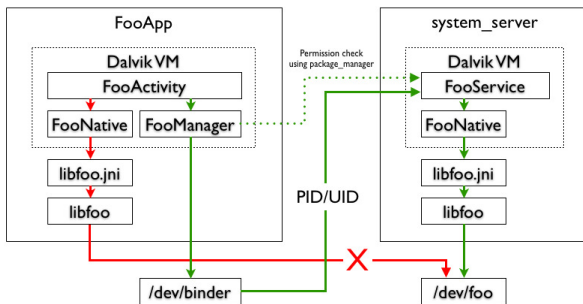 FooApp
system_server
Dalvik VM
Permission check
using package_manager
Dalvik VM
FooActivity
FooService
FooNative
FooManager
FooNative
libfoo.jni
libfoo.jni
PID/UID
libfoo
libfoo
X
/dev/binder
/dev/foo